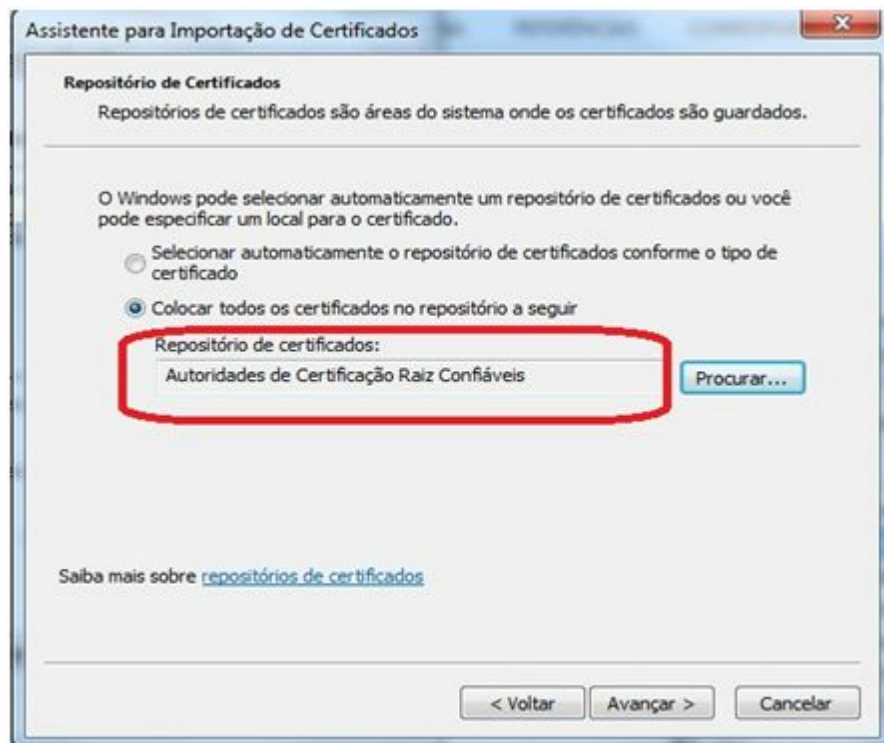 Assistente para Importação de Certificados
Repositório de Certificados
Repositórios de certificados são áreas do sistema onde os certificados são guardados.
O Windows pode selecionar automaticamente um repositório de certificados ou você
pode especificar um local para o certificado.
Selecionar automaticamente o repositório de certificados conforme o tipo de
certificado
Colocar todos os certificados no repositório a seguir
Repositório de certificados:
Autoridades de Certificação Raiz Confiáveis
Procurar...
Saiba mais sobre repositórios de certificados
< Voltar
Avançar >
Cancelar